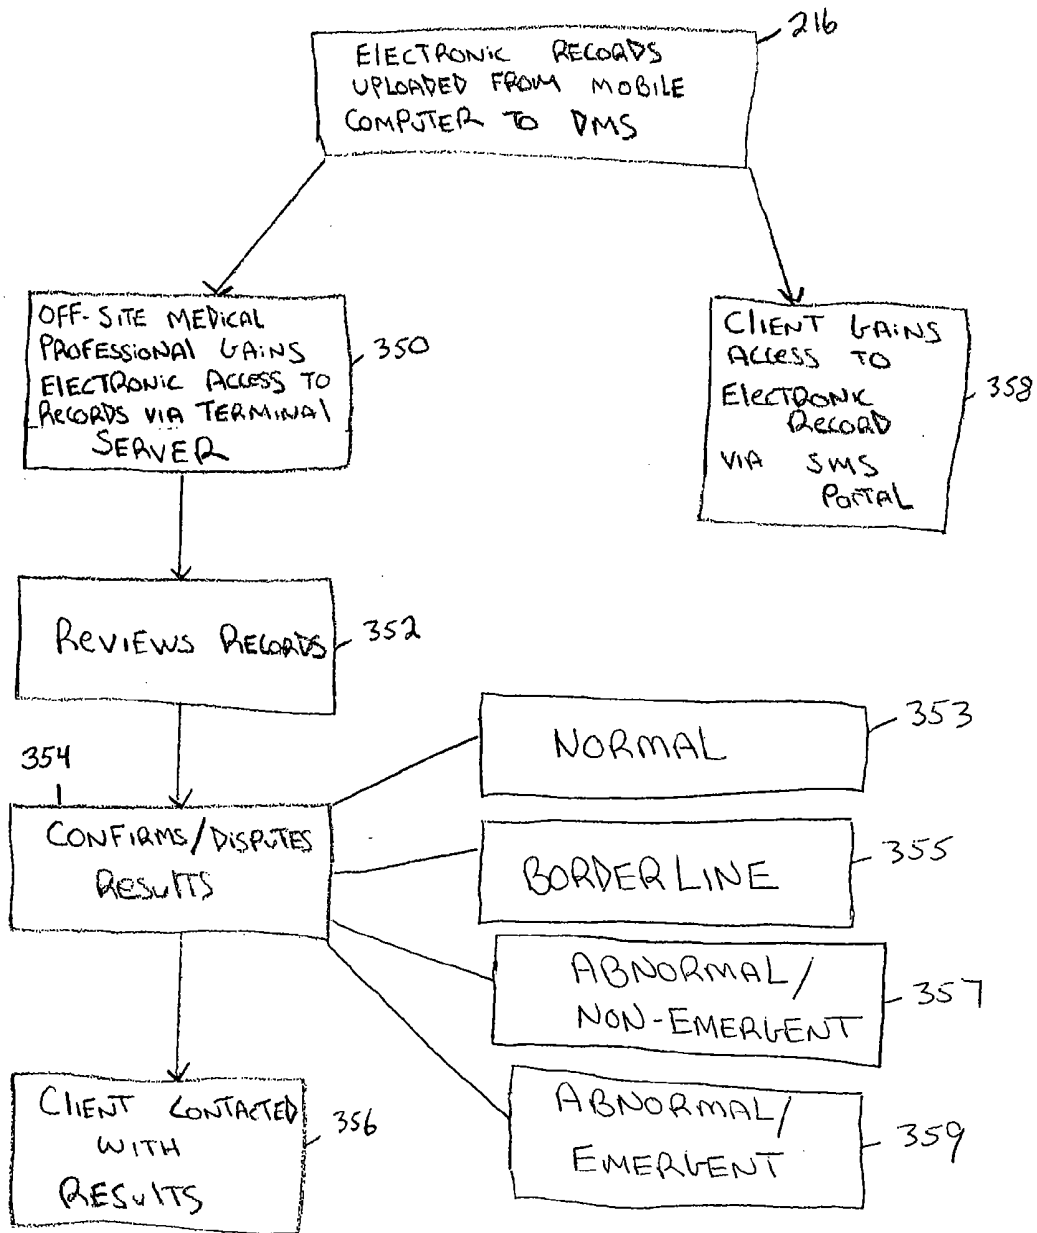 216
ELECTRONIC RECORDS
UPLOADED FROM MOBILE
COMPUTER TO DMS
OFF-SITE MEDICAL
PROFESSIONAL GAINS
ELECTRONIC ACCESS TO
RECORDS VIA TERMINAL
SERVER
350
CLIENT GAINS
ACCESS TO
ELECTRONIC
RECORD
VIA SMS
PORTAL
358
REVIEWS RECORDS
352
354
CONFIRMS/DISPUTES
RESULTS
NORMAL
353
BORDERLINE
355
ABNORMAL/
NON-EMERGENT
357
ABNORMAL/
EMERGENT
359
CLIENT CONTACTED
WITH
RESULTS
356